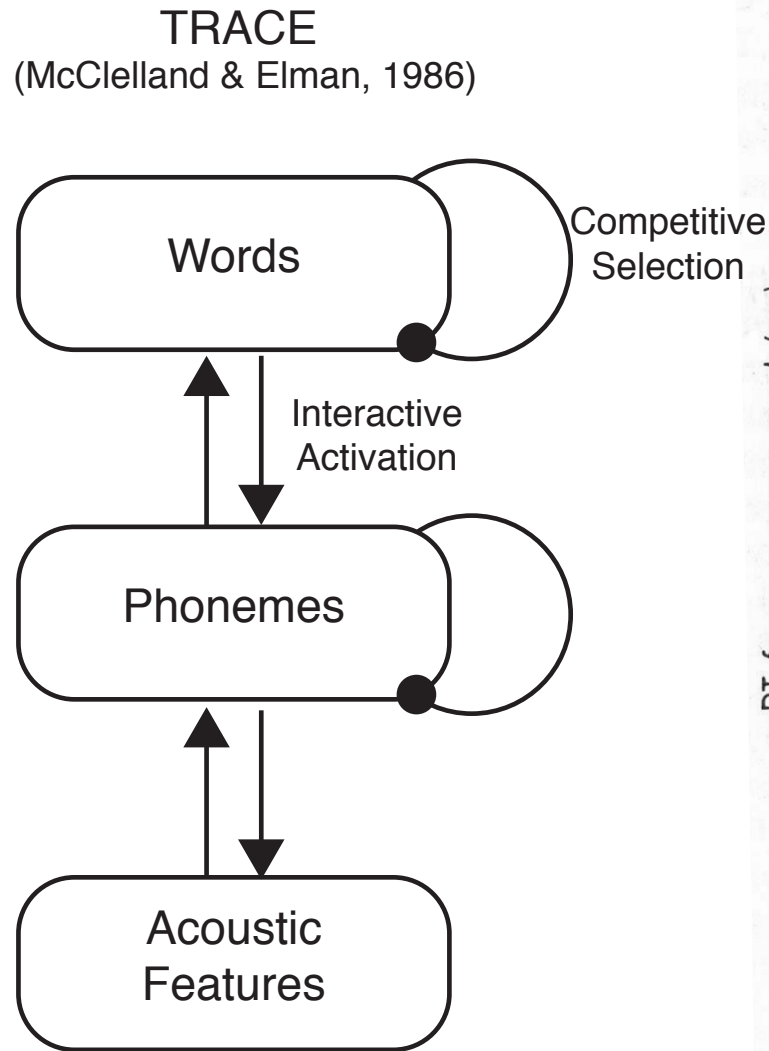 TRACE
(McClelland & Elman, 1986)
Words
Competitive
Selection
Interactive
Activation
Phonemes
Acoustic
Features